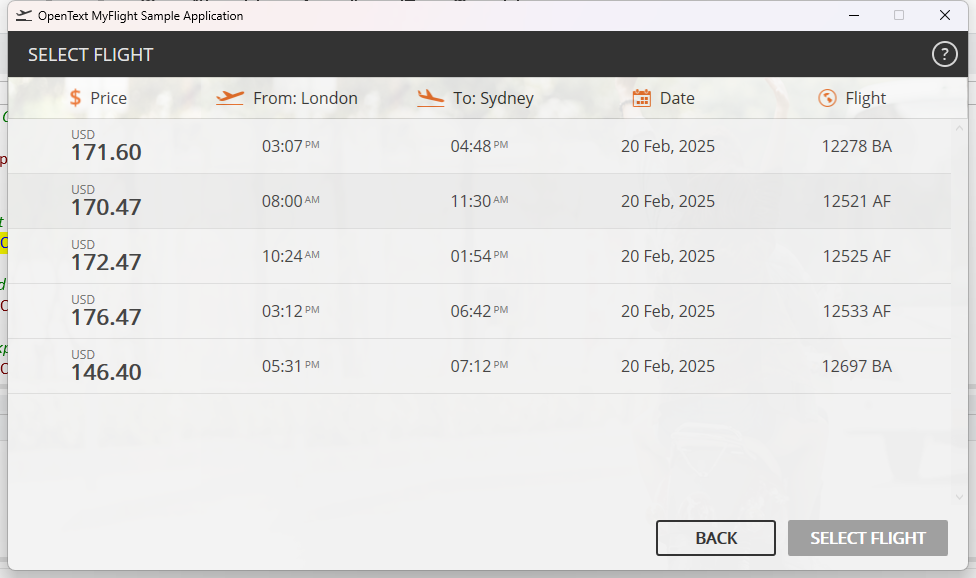 OpenText MyFlight Sample Application
SELECT FLIGHT ?
$ Price From: London To: Sydney Date Flight
USD
171.60 03:07 PM 04:48 PM 20 Feb, 2025 12278 BA
USD
170.47 08:00 AM 11:30 AM 20 Feb, 2025 12521 AF
USD
172.47 10:24 AM 01:54 PM 20 Feb, 2025 12525 AF
USD
176.47 03:12 PM 06:42 PM 20 Feb, 2025 12533 AF
USD
146.40 05:31 PM 07:12 PM 20 Feb, 2025 12697 BA
BACK SELECT FLIGHT